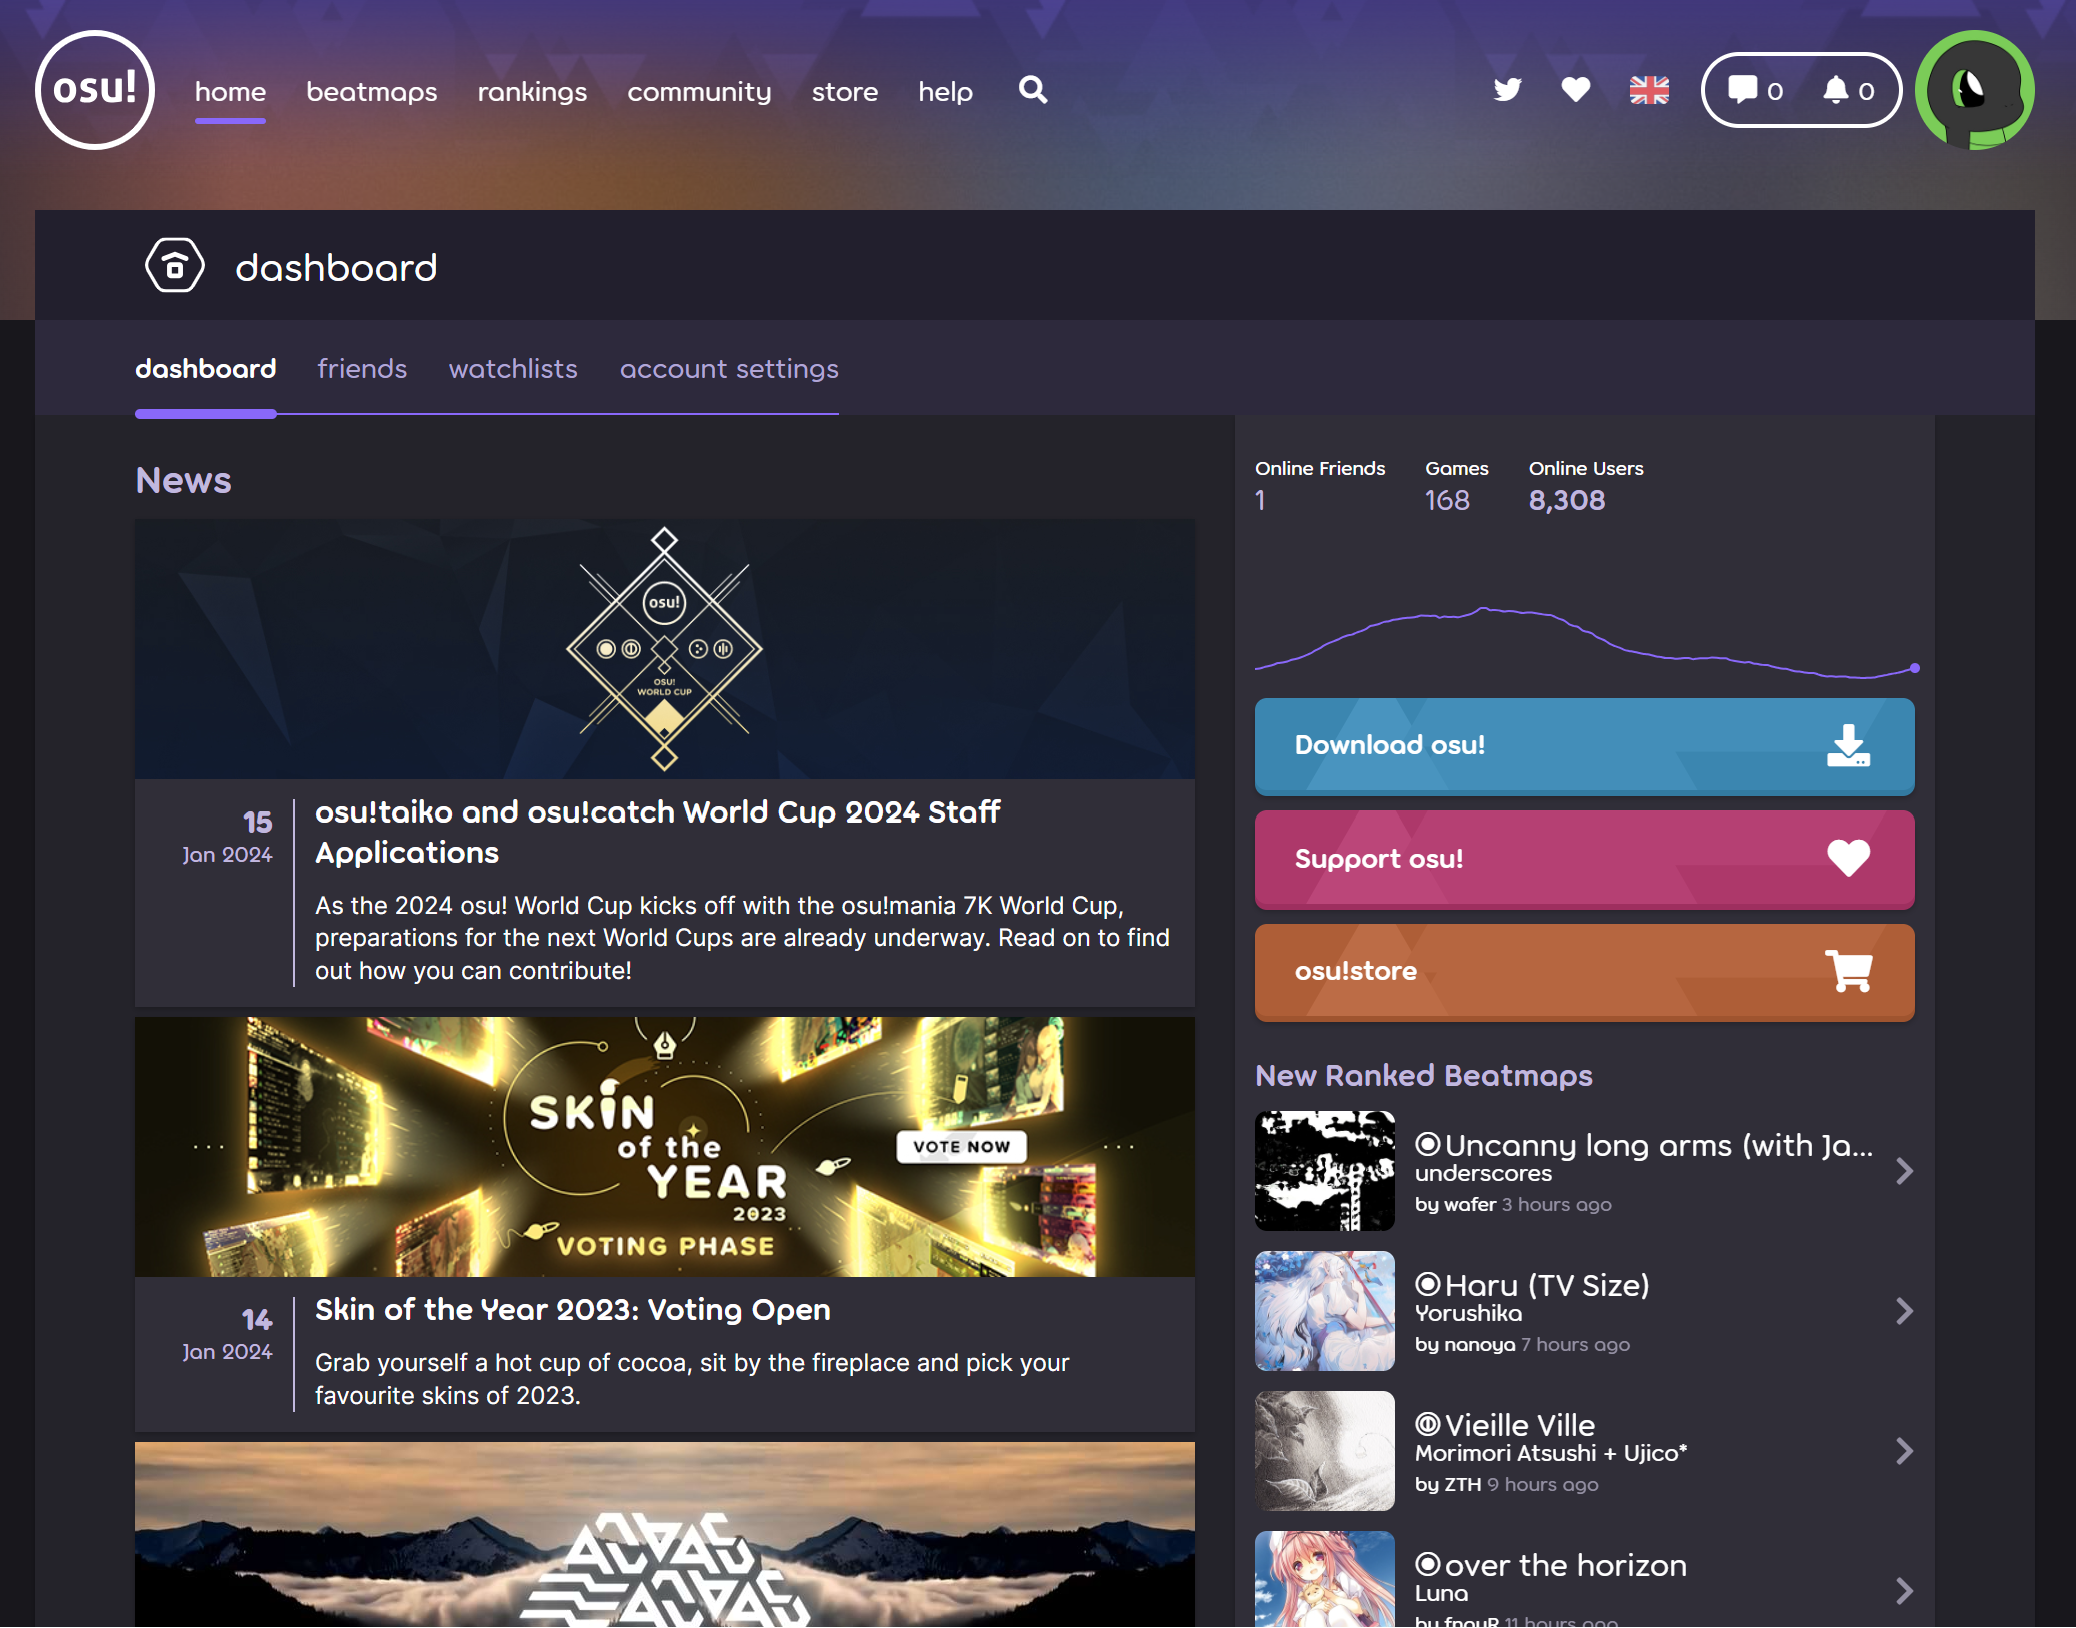 osu!
home
beatmaps
rankings
community
store
help
0
0
dashboard
dashboard
friends
watchlists
account settings
News
osu!
OSU!
WORLD CUP
15
Jan 2024
osu!taiko and osu!catch World Cup 2024 Staff
Applications
As the 2024 osu! World Cup kicks off with the osu!mania 7K World Cup,
preparations for the next World Cups are already underway. Read on to find
out how you can contribute!
SKiN
of the
YEAR
2023
VOTING PHASE
VOTE NOW
14
Jan 2024
Skin of the Year 2023: Voting Open
Grab yourself a hot cup of cocoa, sit by the fireplace and pick your
favourite skins of 2023.
Online Friends
1
Games
168
Online Users
8,308
Download osu!
Support osu!
osu!store
New Ranked Beatmaps
Uncanny long arms (with Ja...
underscores
by wafer 3 hours ago
Haru (TV Size)
Yorushika
by nanoya 7 hours ago
Vieille Ville
Morimori Atsushi + Ujico*
by ZTH 9 hours ago
over the horizon
Luna
by fnayR 11 hours ago